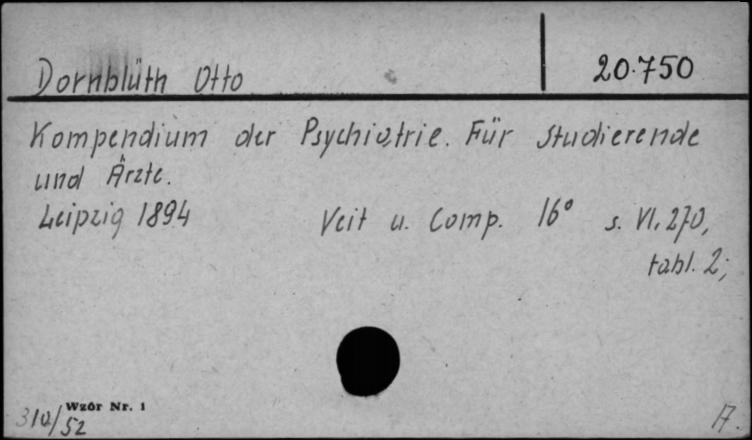 Dornblüth Otto 20.750
Kompendium der Psychiatrie. Für Studierende
und Ärzte.
Leipzig 1894 Veit u. Comp. 16° s. VI, 270,
tabl. 2;
Wzór Nr. 1
310/52